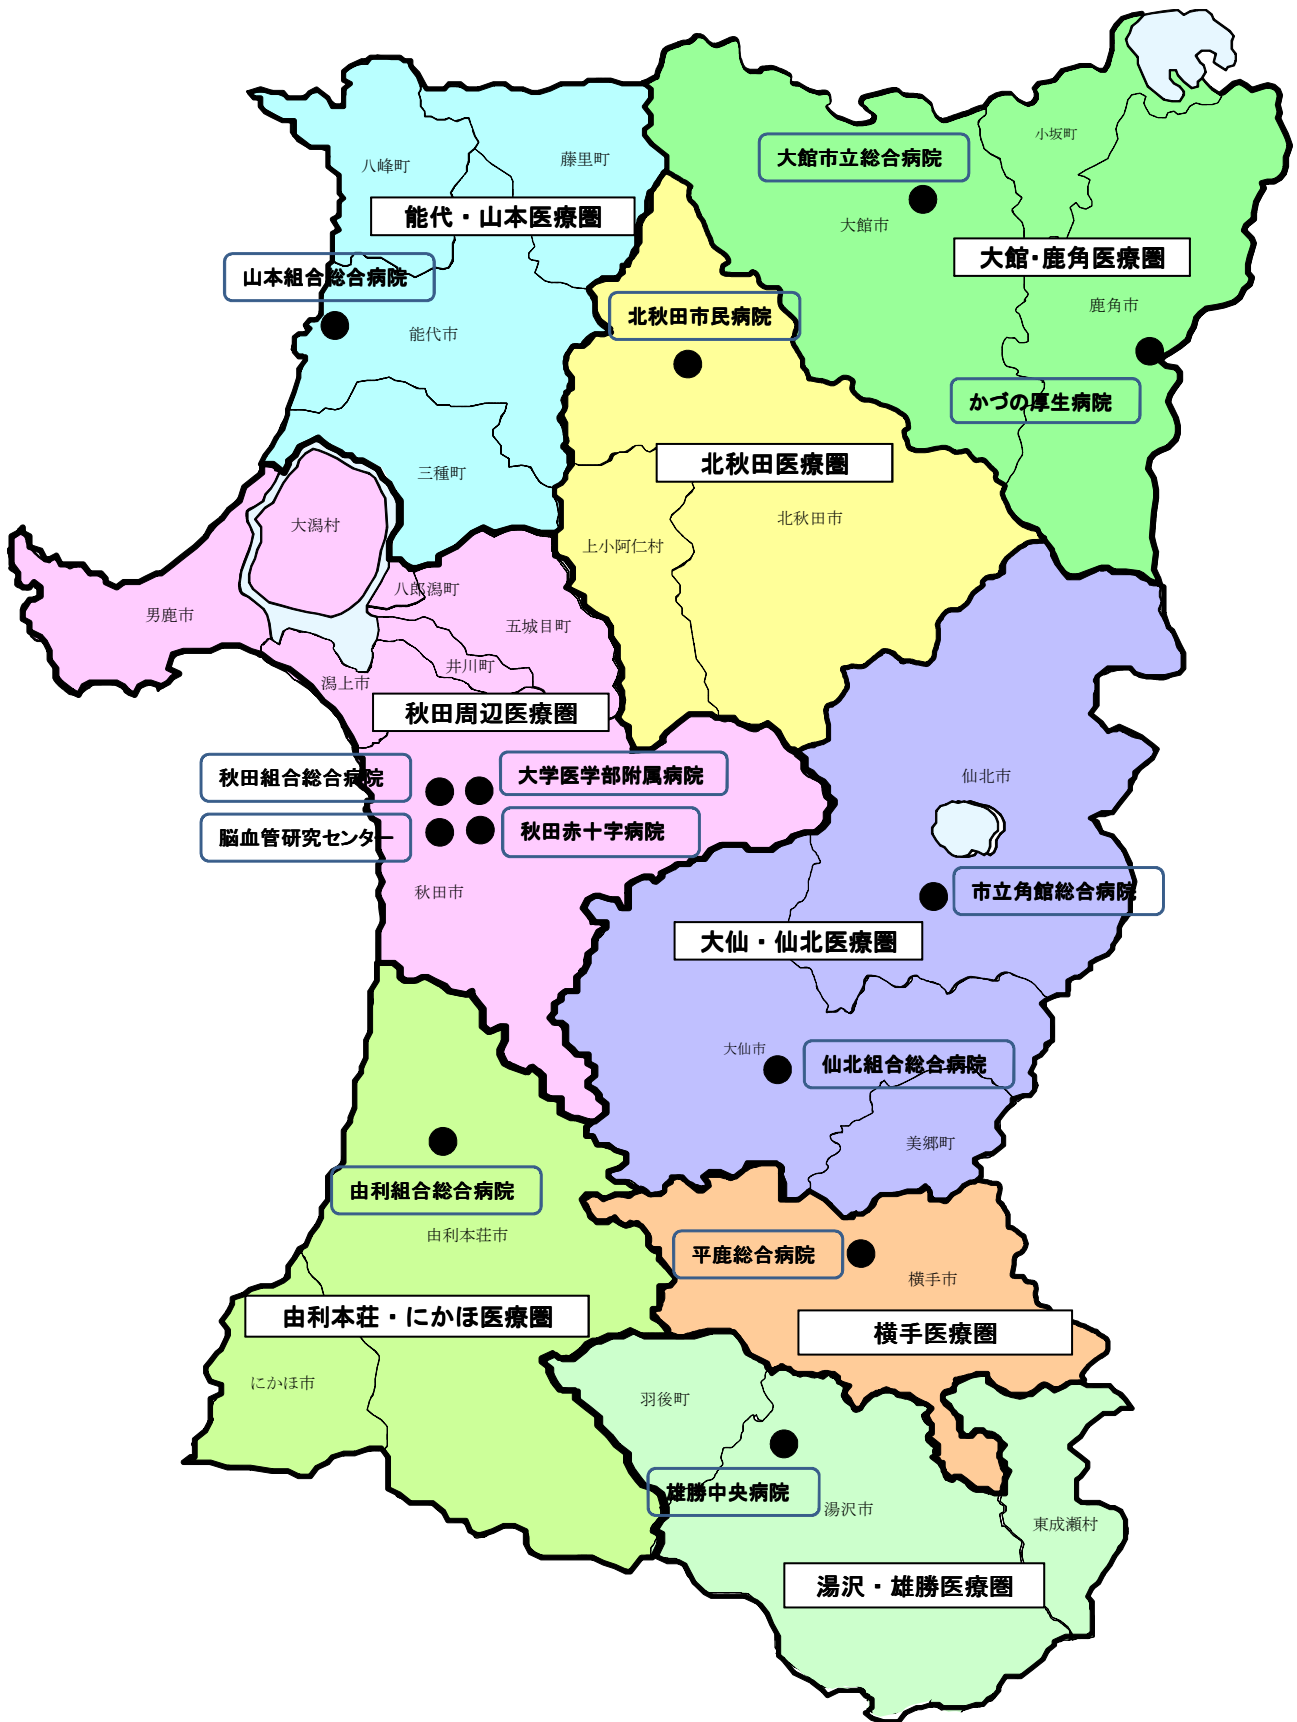 小坂町
大館市立総合病院
藤里町
八峰町
能代・山本医療圏
大館市
大館・鹿角医療圏
山本組合総合病院
鹿角市
北秋田市民病院
能代市
かづの厚生病院
北秋田医療圏
三種町
北秋田市
大潟村
上小阿仁村
八郎潟町
男鹿市
五城目町
井川町
潟上市
秋田周辺医療圏
秋田組合総合病院
大学医学部附属病院
仙北市
脳血管研究センター
秋田赤十字病院
秋田市
市立角館総合病院
大仙・仙北医療圏
大仙市
仙北組合総合病院
美郷町
由利組合総合病院
由利本荘市
平鹿総合病院
横手市
由利本荘・にかほ医療圏
横手医療圏
にかほ市
羽後町
雄勝中央病院
湯沢市
東成瀬村
湯沢・雄勝医療圏